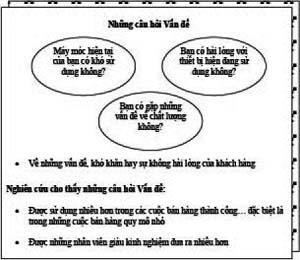 Những câu hỏi Vấn đề
Máy móc hiện tại
của bạn có khó sử
dụng không?
Bạn có hài lòng với
thiết bị hiện đang sử
dụng không?
Bạn có gặp những
vấn đề về chất lượng
không?
• Về những vấn đề, khó khăn hay sự không hài lòng của khách hàng
Nghiên cứu cho thấy những câu hỏi Vấn đề:
• Được sử dụng nhiều hơn trong các cuộc bán hàng thành công... đặc biệt là
trong những cuộc bán hàng quy mô nhỏ
• Được những nhân viên giàu kinh nghiệm đưa ra nhiều hơn